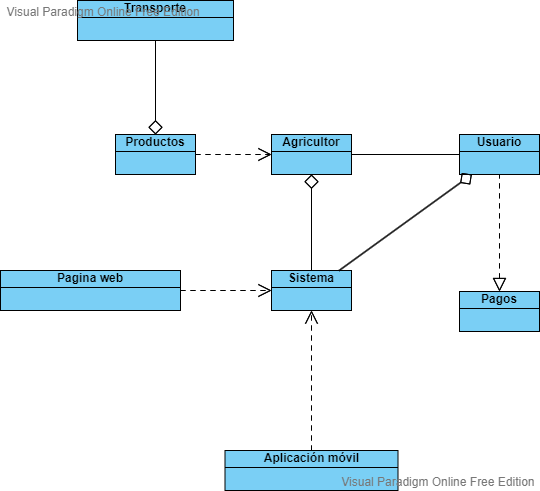 Transporte
Visual Paradigm Online Free Edition
Productos
Agricultor
Usuario
Pagina web
Sistema
Pagos
Aplicación móvil
Visual Paradigm Online Free Edition